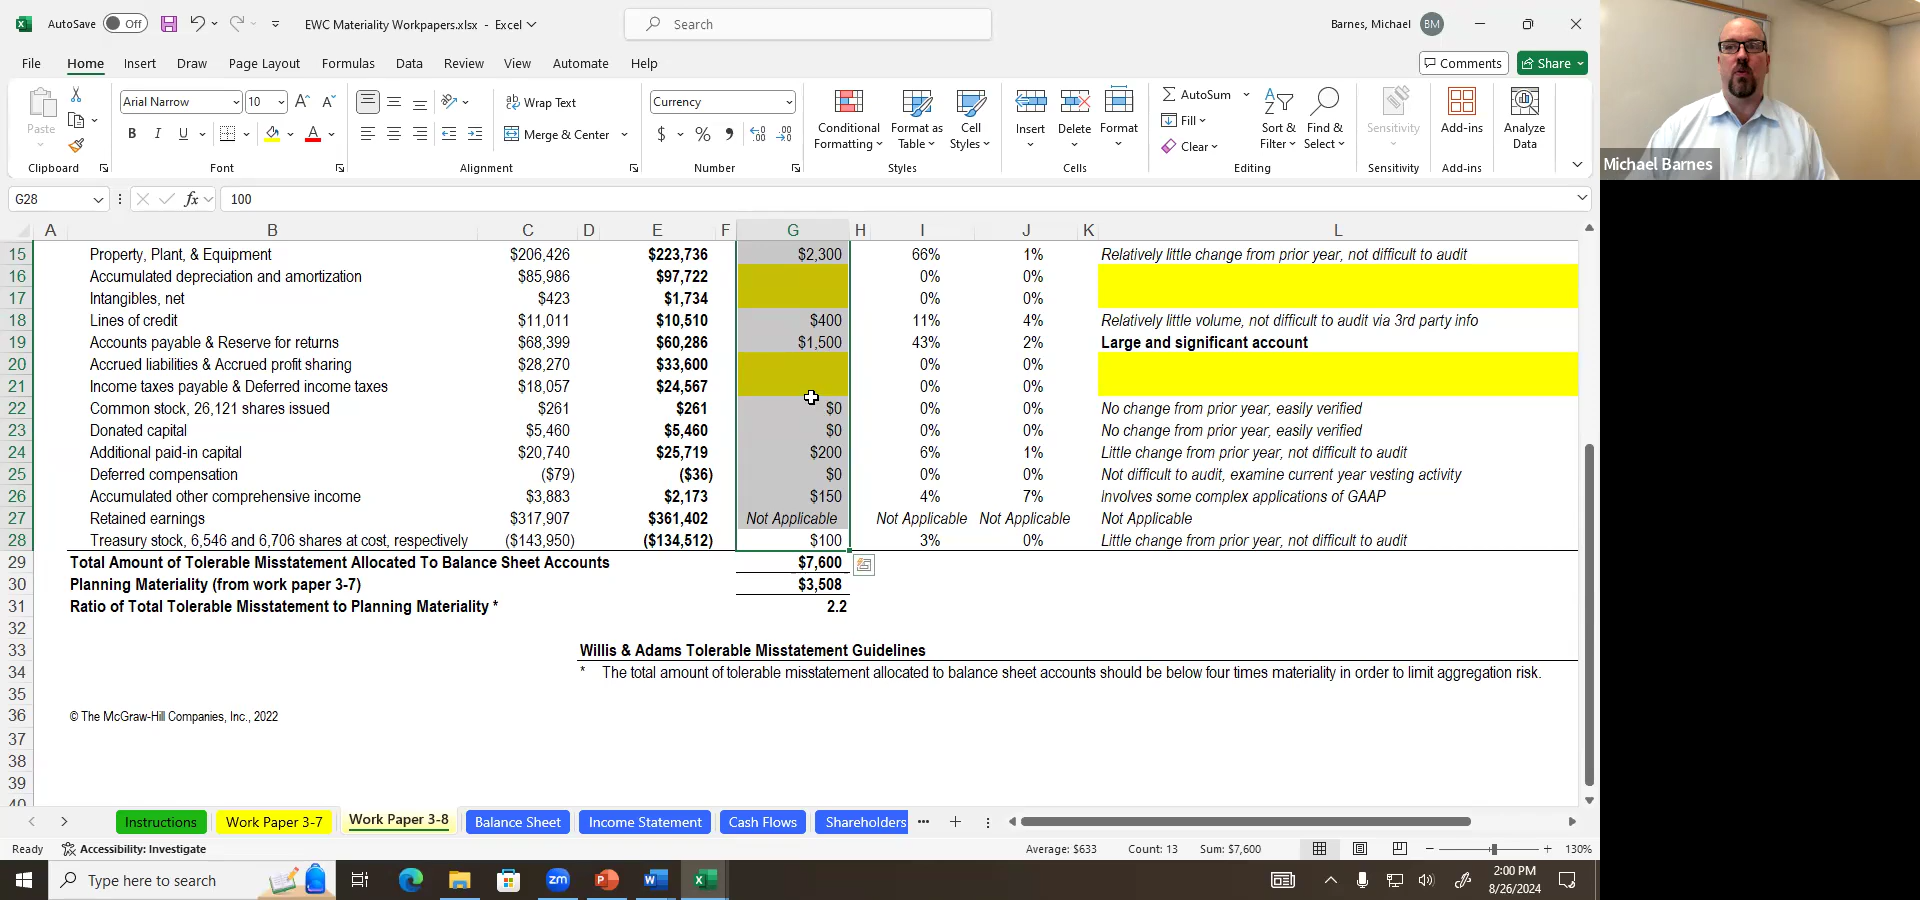 AutoSave Off EWC Materiality Workpapers.xlsx - Excel Search Barnes, Michael BM
File Home Insert Draw Page Layout Formulas Data Review View Automate Help Comments Share
Paste Arial Narrow 10 A A ab Wrap Text Currency AutoSum
B I U A Merge & Center $ % 9 Conditional Formatting Format as Table Cell Styles Insert Delete Format Fill Clear Sort & Filter Find & Select Sensitivity Add-ins Analyze Data
Clipboard Font Alignment Number Styles Cells Editing Sensitivity Add-ins
Michael Barnes
G28 fx 100
A B C D E F G H I J K L
15 Property, Plant, & Equipment $206,426 $223,736 $2,300 66% 1% Relatively little change from prior year, not difficult to audit
16 Accumulated depreciation and amortization $85,986 $97,722 0% 0%
17 Intangibles, net $423 $1,734 0% 0%
18 Lines of credit $11,011 $10,510 $400 11% 4% Relatively little volume, not difficult to audit via 3rd party info
19 Accounts payable & Reserve for returns $68,399 $60,286 $1,500 43% 2% Large and significant account
20 Accrued liabilities & Accrued profit sharing $28,270 $33,600 0% 0%
21 Income taxes payable & Deferred income taxes $18,057 $24,567 0% 0%
22 Common stock, 26,121 shares issued $261 $261 $0 0% 0% No change from prior year, easily verified
23 Donated capital $5,460 $5,460 $0 0% 0% No change from prior year, easily verified
24 Additional paid-in capital $20,740 $25,719 $200 6% 1% Little change from prior year, not difficult to audit
25 Deferred compensation ($79) ($36) $0 0% 0% Not difficult to audit, examine current year vesting activity
26 Accumulated other comprehensive income $3,883 $2,173 $150 4% 7% involves some complex applications of GAAP
27 Retained earnings $317,907 $361,402 Not Applicable Not Applicable Not Applicable Not Applicable
28 Treasury stock, 6,546 and 6,706 shares at cost, respectively ($143,950) ($134,512) $100 3% 0% Little change from prior year, not difficult to audit
29 Total Amount of Tolerable Misstatement Allocated To Balance Sheet Accounts $7,600
30 Planning Materiality (from work paper 3-7) $3,508
31 Ratio of Total Tolerable Misstatement to Planning Materiality * 2.2
32
33 Willis & Adams Tolerable Misstatement Guidelines
34 * The total amount of tolerable misstatement allocated to balance sheet accounts should be below four times materiality in order to limit aggregation risk.
35
36 © The McGraw-Hill Companies, Inc., 2022
37
38
39
40
Instructions Work Paper 3-7 Work Paper 3-8 Balance Sheet Income Statement Cash Flows Shareholders ...
Ready Accessibility: Investigate Average: $633 Count: 13 Sum: $7,600 130%
Type here to search zm 2:00 PM
8/26/2024